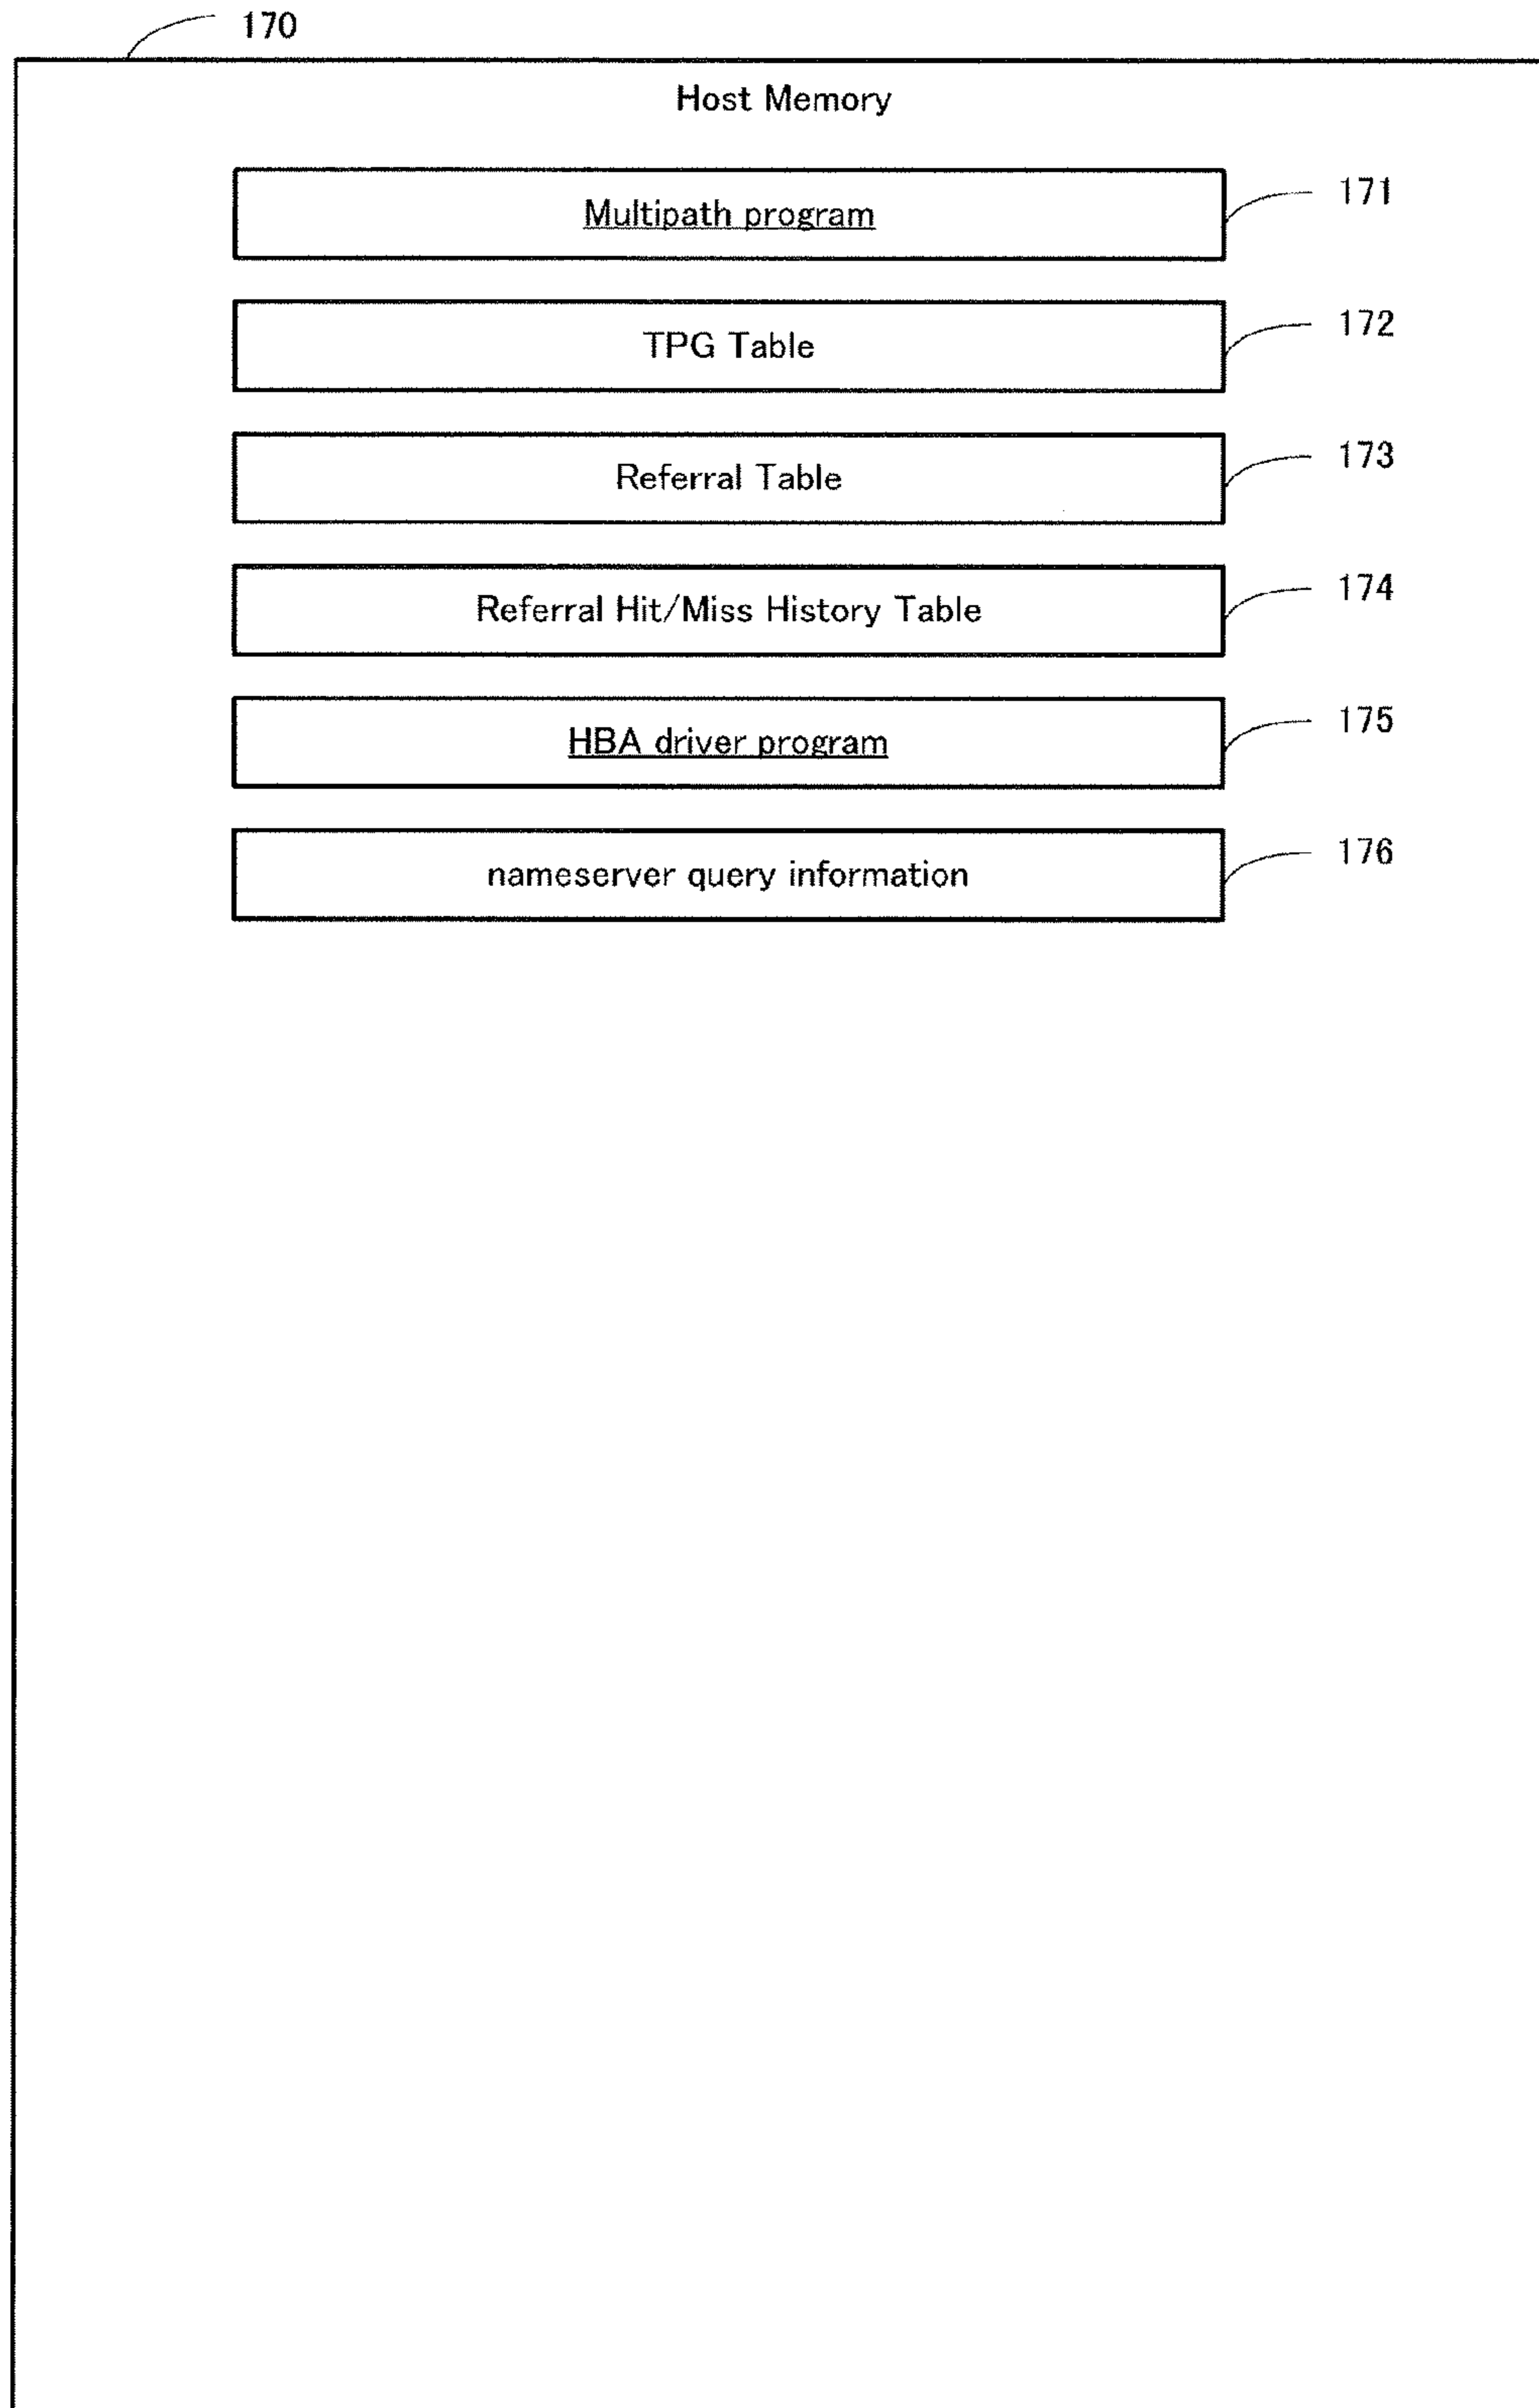 170
Host Memory
Multipath program
171
TPG Table
172
Referral Table
173
Referral Hit/Miss History Table
174
HBA driver program
175
nameserver query information
176